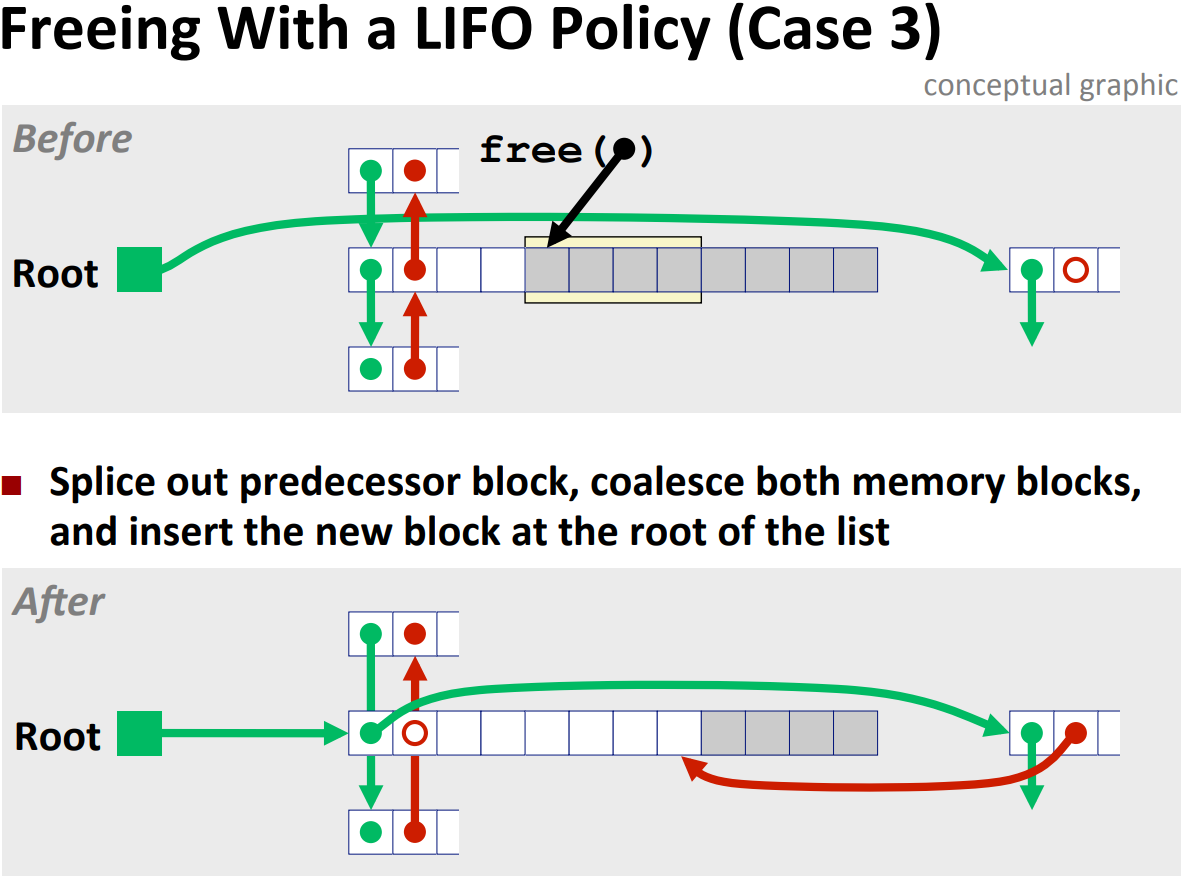 Freeing With a LIFO Policy (Case 3)
conceptual graphic
Before
free( )
Root
Splice out predecessor block, coalesce both memory blocks,
and insert the new block at the root of the list
After
Root